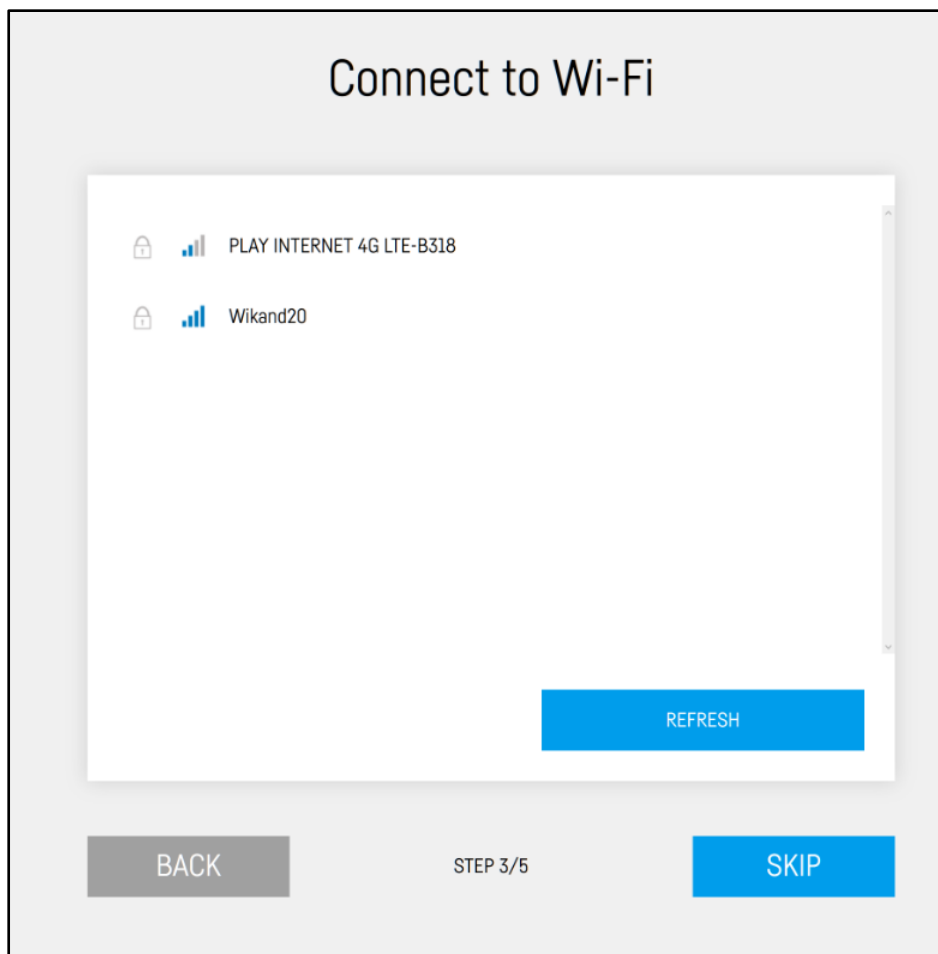 Connect to Wi-Fi
PLAY INTERNET 4G LTE-B318
Wikand20
REFRESH
BACK
STEP 3/5
SKIP